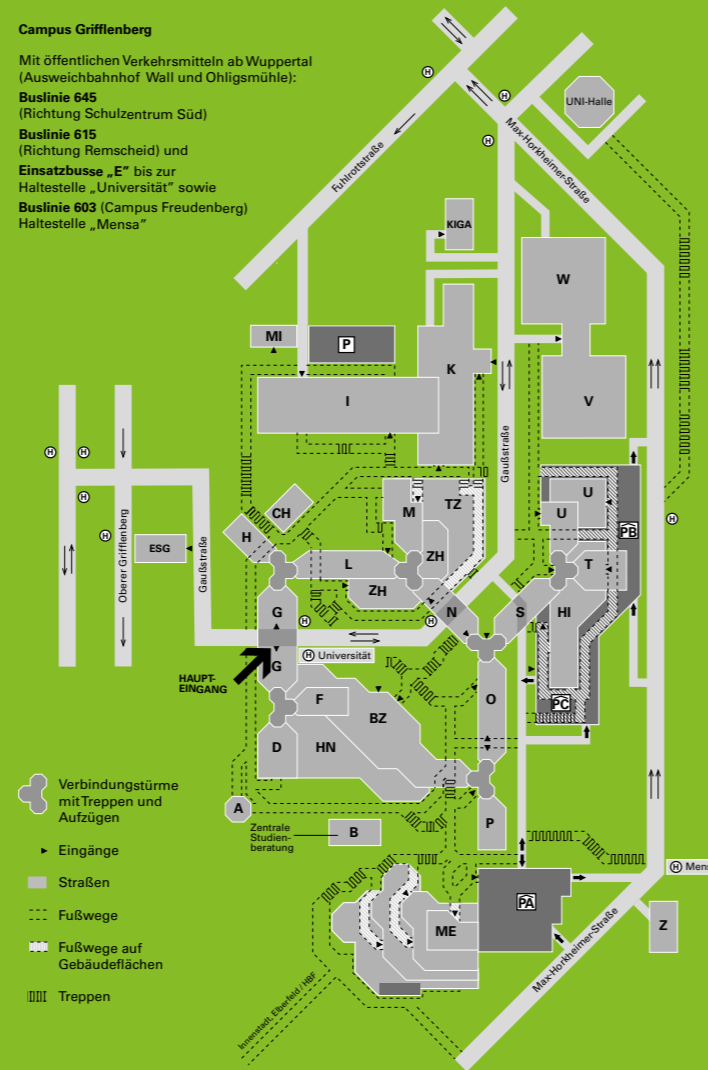 Campus Grifflenberg
Mit öffentlichen Verkehrsmitteln ab Wuppertal
(Ausweichbahnhof Wall und Ohligsmühle):
Buslinie 645
(Richtung Schulzentrum Süd)
Buslinie 615
(Richtung Remscheid) und
Einsatzbusse „E" bis zur
Haltestelle „Universität" sowie
Buslinie 603 (Campus Freudenberg)
Haltestelle „Mensa"
H
H
H
UNI-Halle
Max-Horkheimer-Straße
Fuhlrottstraße
KIGA
W
MI
P
K
I
V
Gaußstraße
H
H
H
H
ESG
Oberer Grifflenberg
Gaußstraße
CH
H
M
TZ
U
U
PB
H
L
ZH
ZH
T
G
N
S
HI
H
H
H Universität
G
HAUPT-
EINGANG
F
BZ
O
PC
D
HN
A
B
P
Zentrale
Studien-
beratung
Verbindungstürme
mit Treppen und
Aufzügen
Eingänge
Straßen
Fußwege
Fußwege auf
Gebäudeflächen
Treppen
H Mens
PA
ME
Z
Max-Horkheimer-Straße
Innenstadt, Elberfeld / HBF